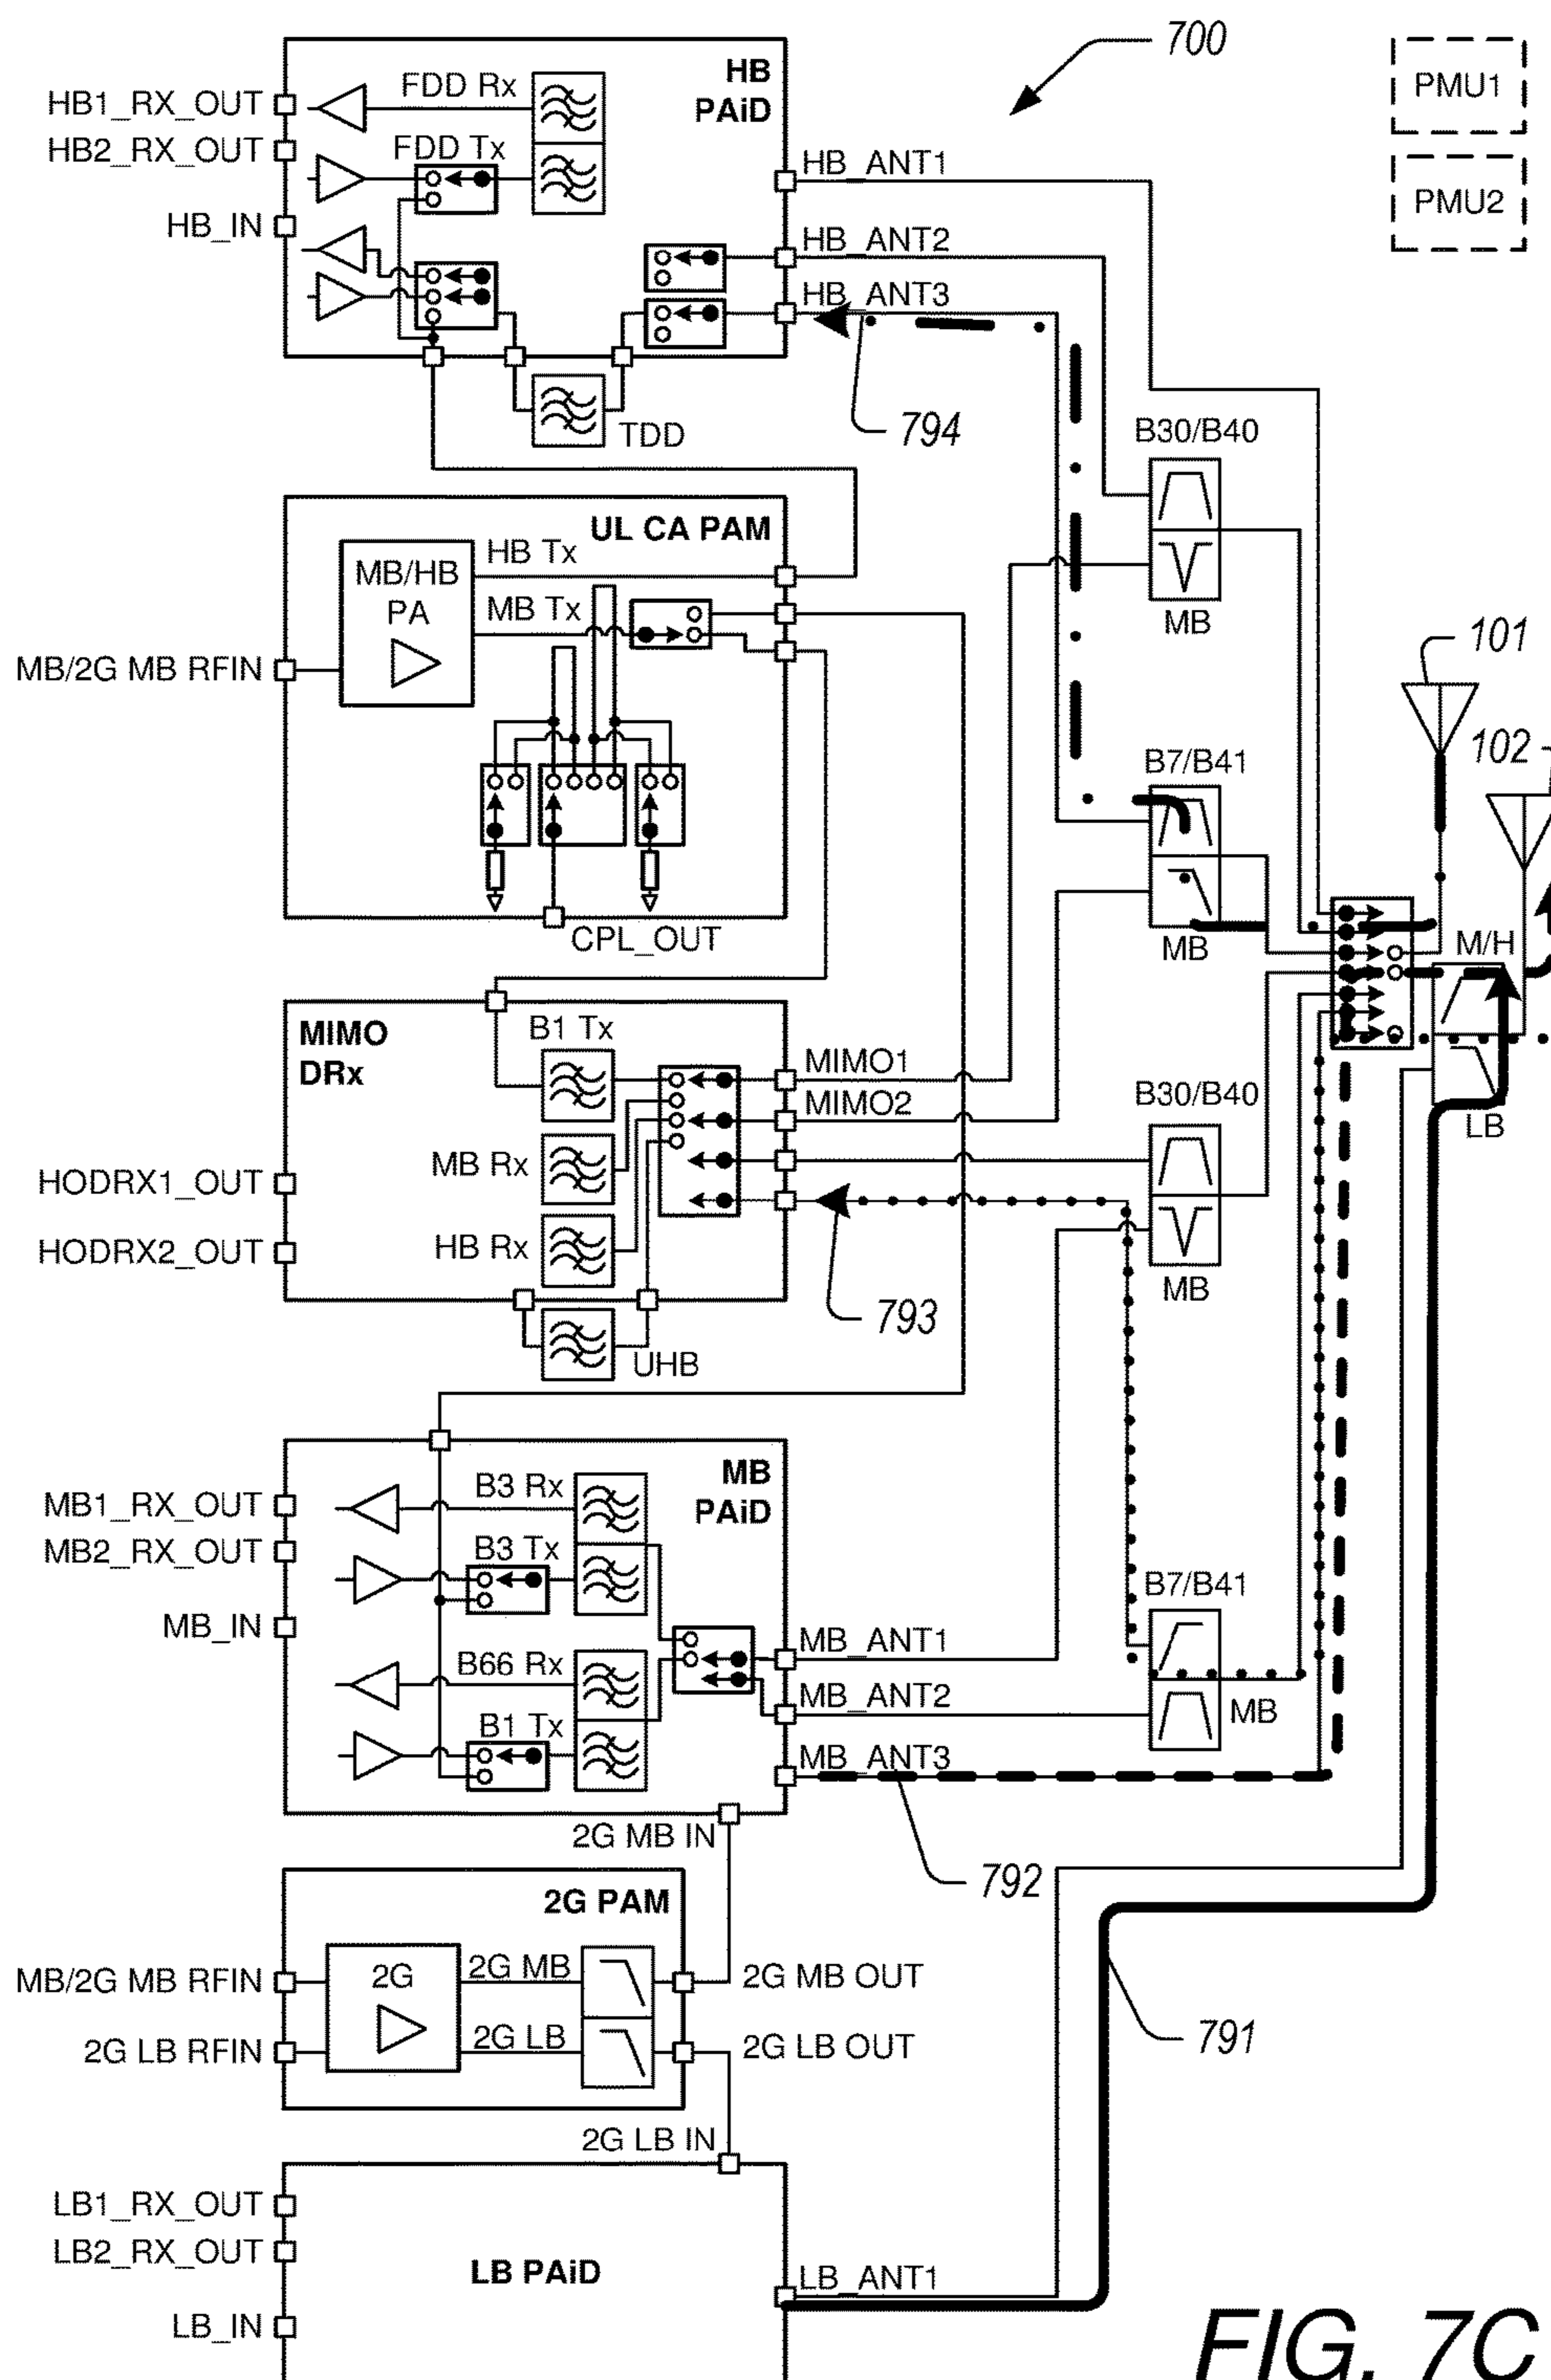 700
PMU1
PMU2
HB
PAiD
HB1_RX_OUT
FDD Rx
HB2_RX_OUT
FDD Tx
HB_IN
HB_ANT1
HB_ANT2
HB_ANT3
TDD
794
B30/B40
MB
UL CA PAM
MB/HB
PA
HB Tx
MB Tx
MB/2G MB RFIN
CPL_OUT
101
102
B7/B41
MB
M/H
LB
MIMO
DRx
B1 Tx
MIMO1
MIMO2
MB Rx
HB Rx
HODRX1_OUT
HODRX2_OUT
UHB
793
B30/B40
MB
MB
PAiD
MB1_RX_OUT
B3 Rx
MB2_RX_OUT
B3 Tx
MB_IN
B66 Rx
B1 Tx
MB_ANT1
MB_ANT2
MB_ANT3
B7/B41
MB
2G MB IN
792
2G PAM
MB/2G MB RFIN
2G
2G MB
2G MB OUT
2G LB RFIN
2G LB
2G LB OUT
791
2G LB IN
LB1_RX_OUT
LB2_RX_OUT
LB PAiD
LB_ANT1
LB_IN
FIG. 7C